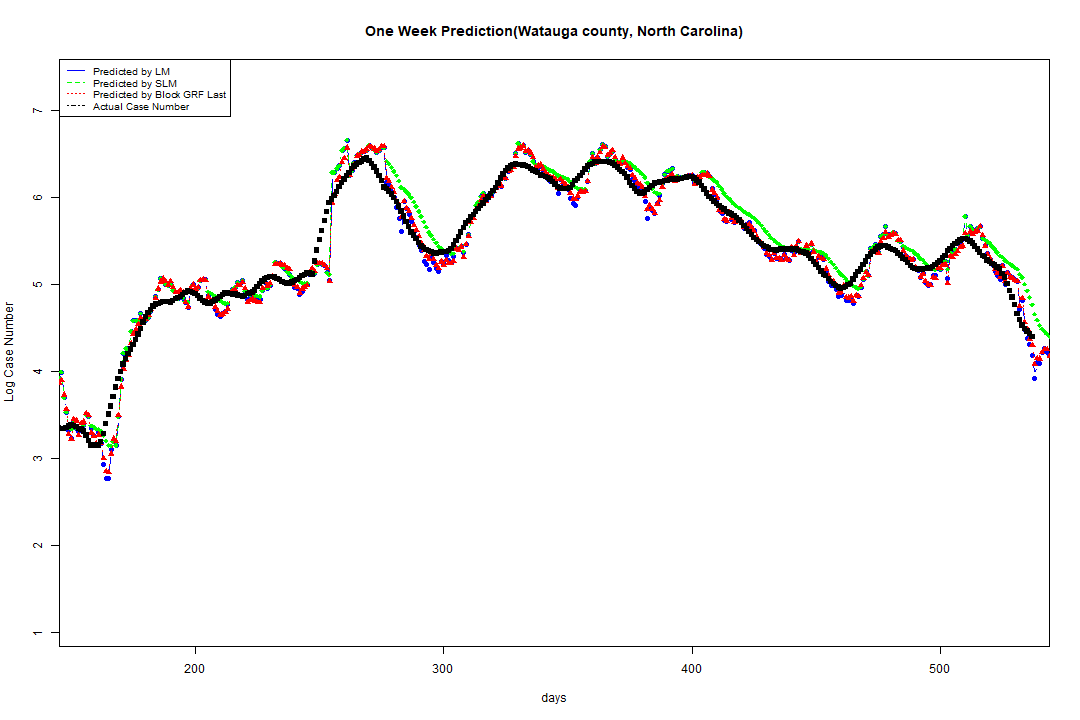 One Week Prediction(Watauga county, North Carolina)
Predicted by LM
Predicted by SLM
Predicted by Block GRF Last
Actual Case Number
7
6
5
4
3
2
1
Log Case Number
200
300
400
500
days